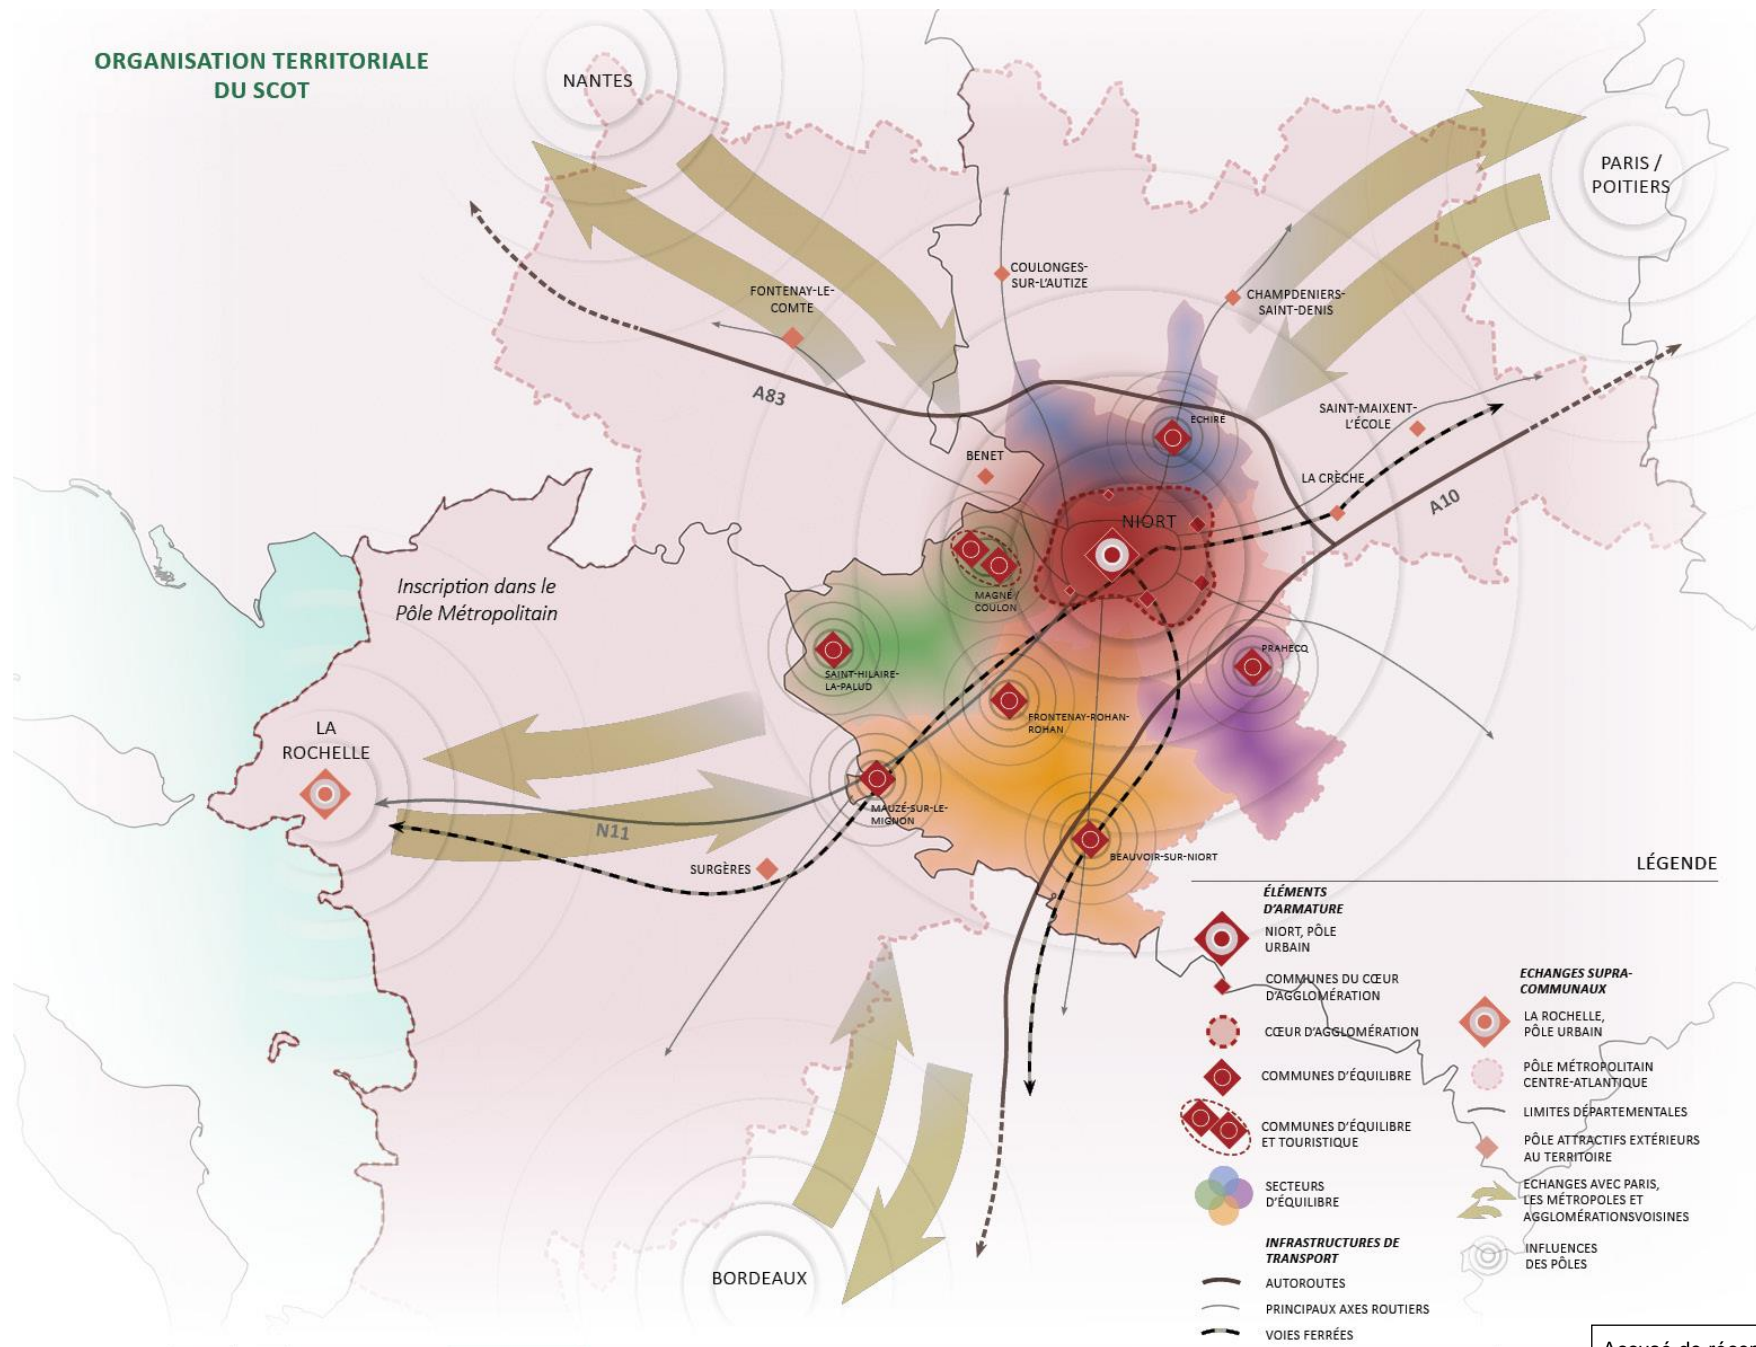 ORGANISATION TERRITORIALE
DU SCOT
NANTES
PARIS /
POITIERS
COULONGES-
SUR-L'AUTIZE
FONTENAY-LE-
COMTE
CHAMPDENIERS-
SAINT-DENIS
A83
SAINT-MAIXENT-
L'ÉCOLE
ECHIRE
BENET
LA CRÈCHE
A10
NIORT
Inscription dans le
Pôle Métropolitain
MAGNÉ/
COULON
PRAHECQ
SAINT-HILAIRE-
LA-PALUD
FRONTENAY-ROHAN-
ROHAN
LA
ROCHELLE
MAUZÉ-SUR-LE-
MIGNON
N11
SURGÈRES
BEAUVOIR-SUR-NIORT
BORDEAUX
LÉGENDE
ÉLÉMENTS
D'ARMATURE
NIORT, PÔLE
URBAIN
COMMUNES DU CŒUR
D'AGGLOMÉRATION
CŒUR D'AGGLOMÉRATION
COMMUNES D'ÉQUILIBRE
COMMUNES D'ÉQUILIBRE
ET TOURISTIQUE
SECTEURS
D'ÉQUILIBRE
INFRASTRUCTURES DE
TRANSPORT
AUTOROUTES
PRINCIPAUX AXES ROUTIERS
VOIES FERRÉES
ECHANGES SUPRA-
COMMUNAUX
LA ROCHELLE,
PÔLE URBAIN
PÔLE MÉTROPOLITAIN
CENTRE-ATLANTIQUE
LIMITES DÉPARTEMENTALES
PÔLE ATTRACTIFS EXTÉRIEURS
AU TERRITOIRE
ECHANGES AVEC PARIS,
LES MÉTROPOLES ET
AGGLOMÉRATIONSVOISINES
INFLUENCES
DES PÔLES